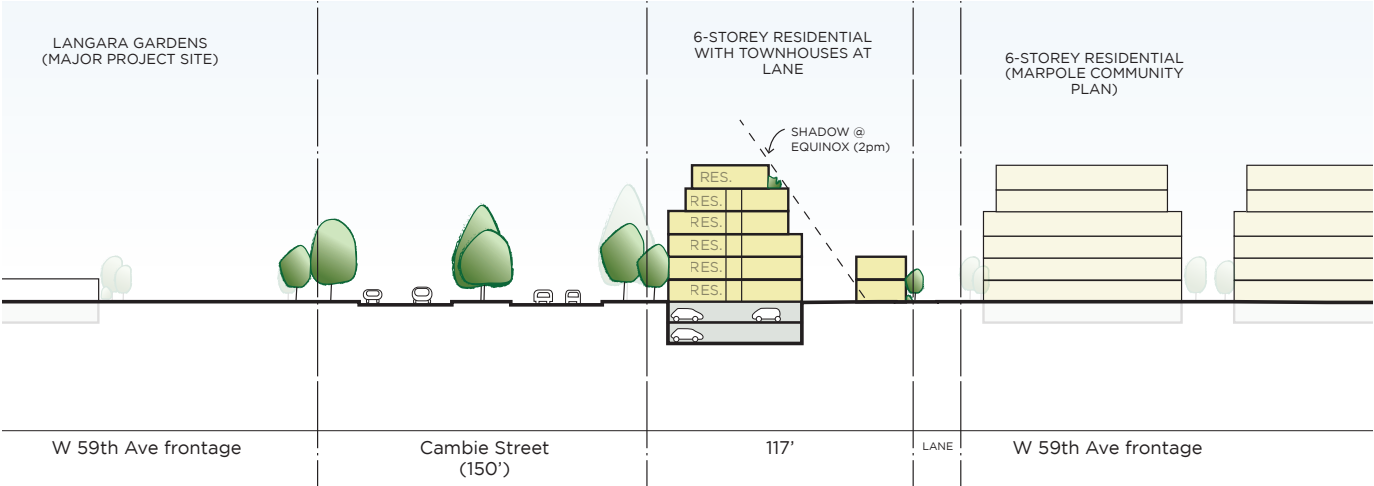 LANGARA GARDENS
(MAJOR PROJECT SITE)
6-STOREY RESIDENTIAL
WITH TOWNHOUSES AT
LANE
6-STOREY RESIDENTIAL
(MARPOLE COMMUNITY
PLAN)
SHADOW @
EQUINOX (2pm)
RES.
RES.
RES.
RES.
RES.
RES.
W 59th Ave frontage
Cambie Street
(150')
117'
LANE
W 59th Ave frontage